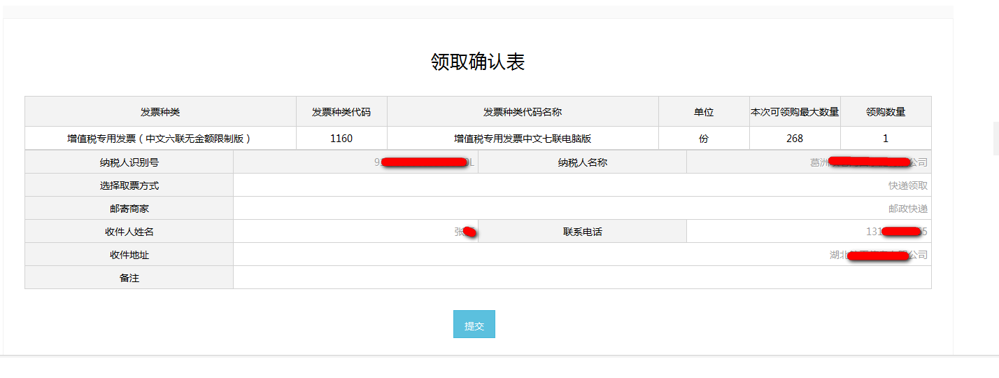 领取确认表
发票种类 发票种类代码 发票种类代码名称 单位 本次可领购最大数量 领购数量
增值税专用发票（中文六联无金额限制版） 1160 增值税专用发票中文七联电脑版 份 268 1
纳税人识别号 9 L 纳税人名称 葛洲 公司
选择取票方式 快递领取
邮寄商家 邮政快递
收件人姓名 张 联系电话 131 5
收件地址 湖北 公司
备注
提交